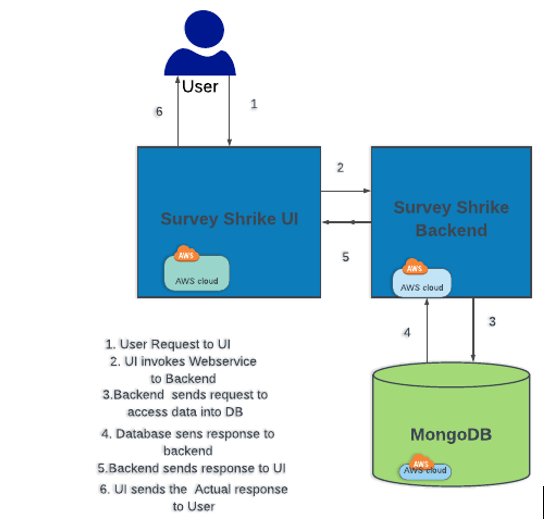 User
6
1
2
Survey Shrike UI
Survey Shrike
Backend
5
AWS
AWS cloud
AWS
AWS cloud
3
4
1. User Request to UI
2. UI invokes Webservice
to Backend
3.Backend sends request to
access data into DB
4. Database sens response to
backend
5.Backend sends response to UI
6. UI sends the Actual response
to User
MongoDB
AWS
AWS cloud